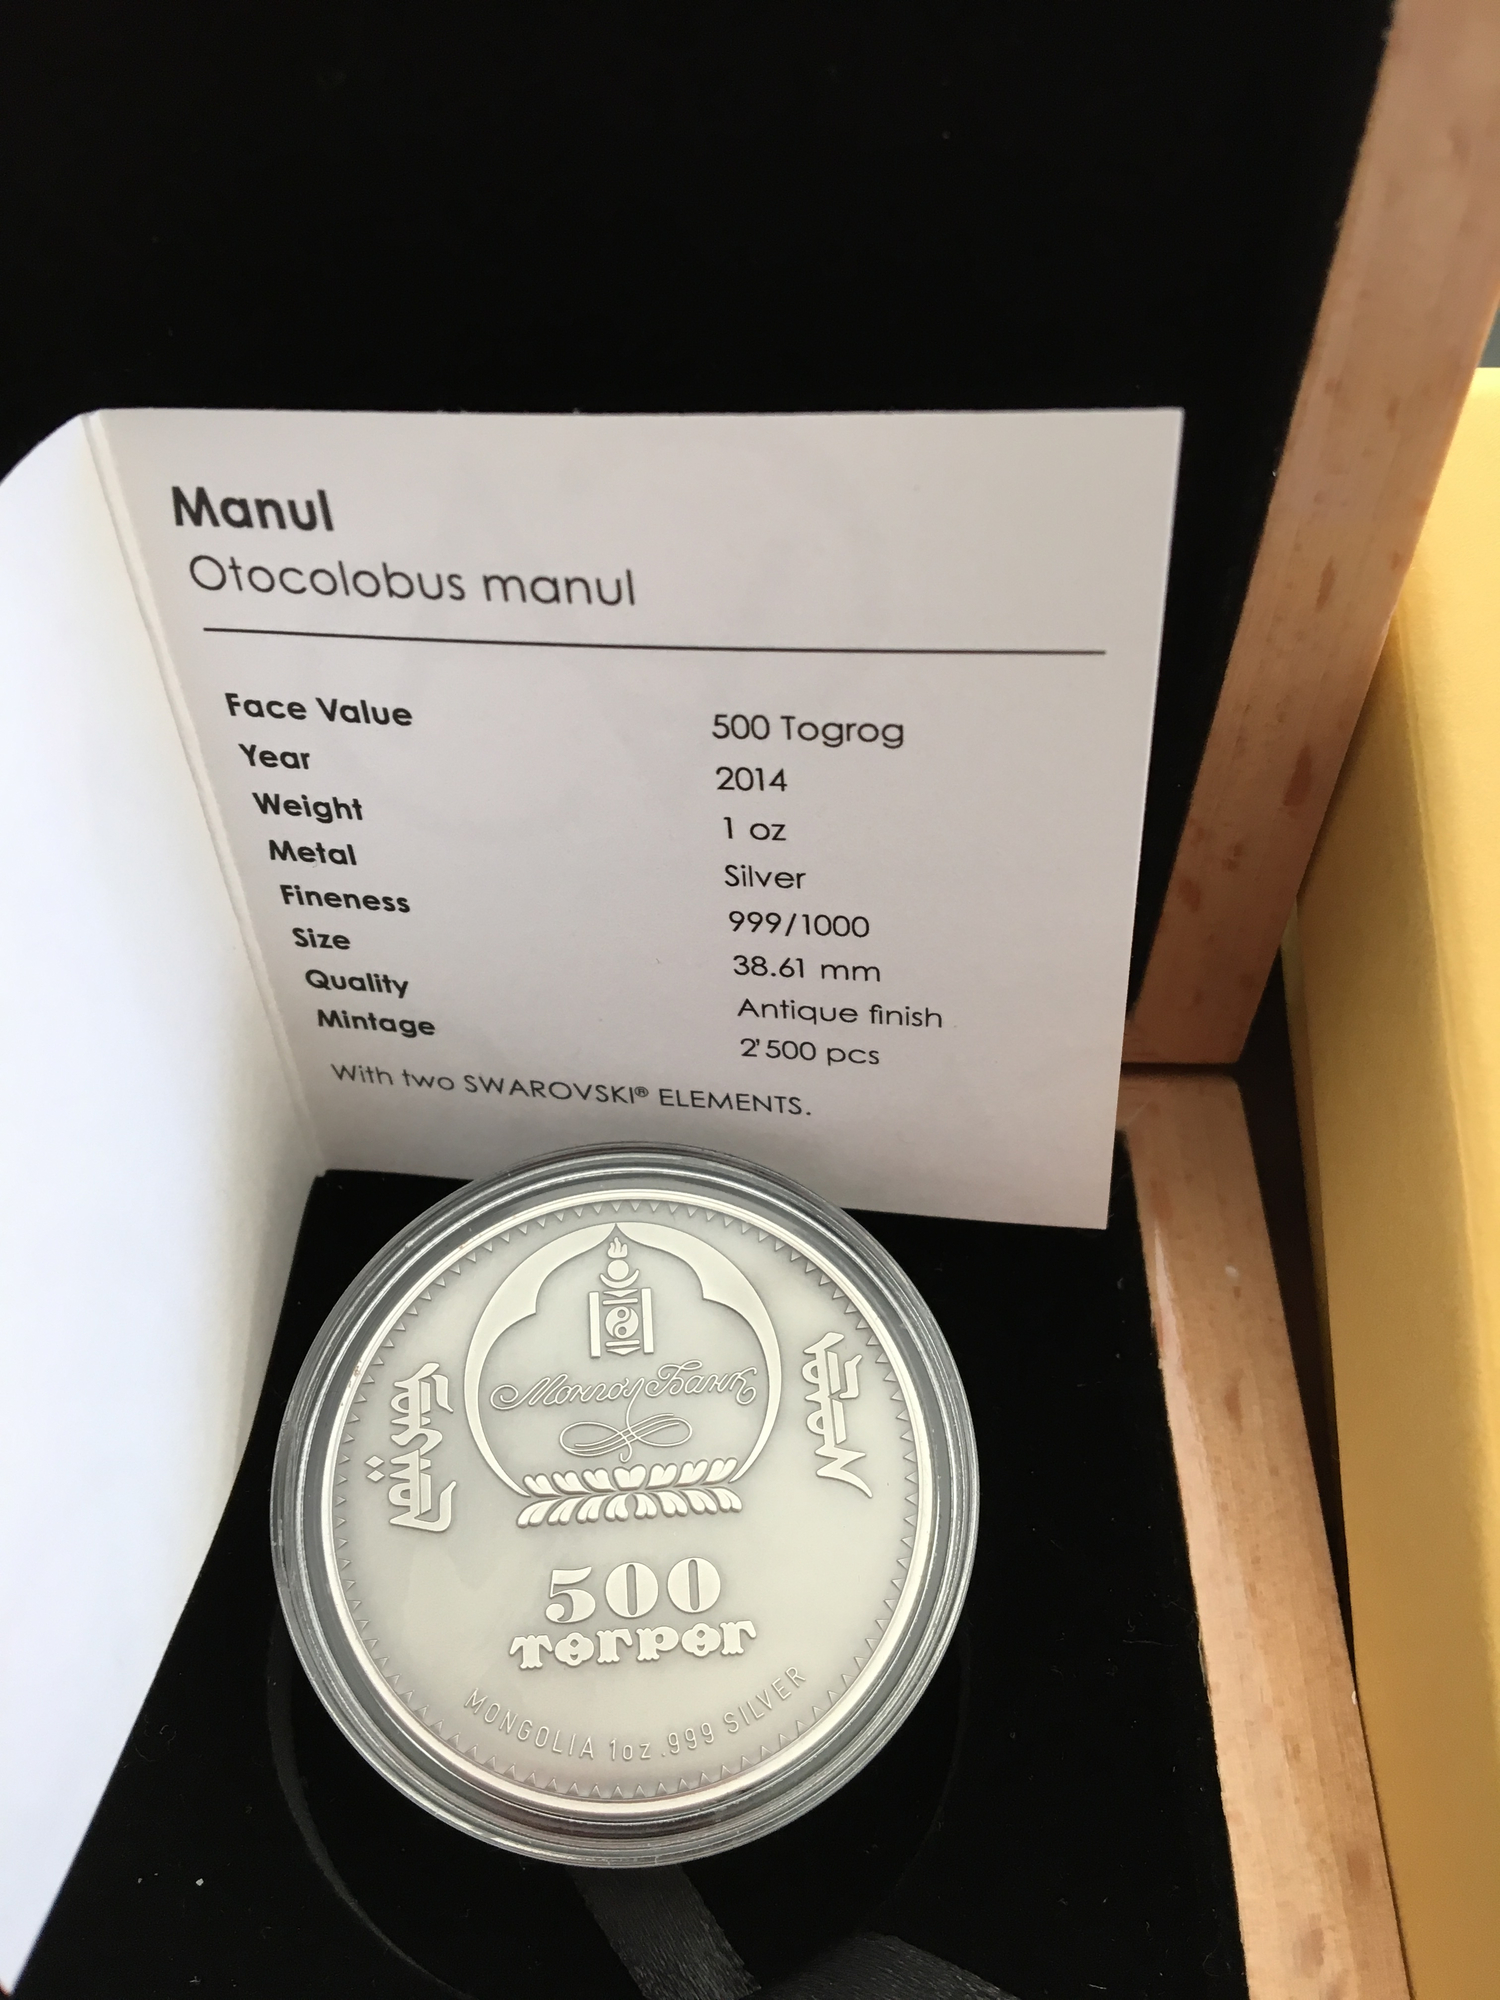 Manul
Otocolobus manul
Face Value 500 Togrog
Year 2014
Weight 1 oz
Metal Silver
Fineness 999/1000
Size 38.61 mm
Quality Antique finish
Mintage 2'500 pcs
With two SWAROVSKI® ELEMENTS.
Монгол Банк
500
төгрөг
MONGOLIA 1oz .999 SILVER